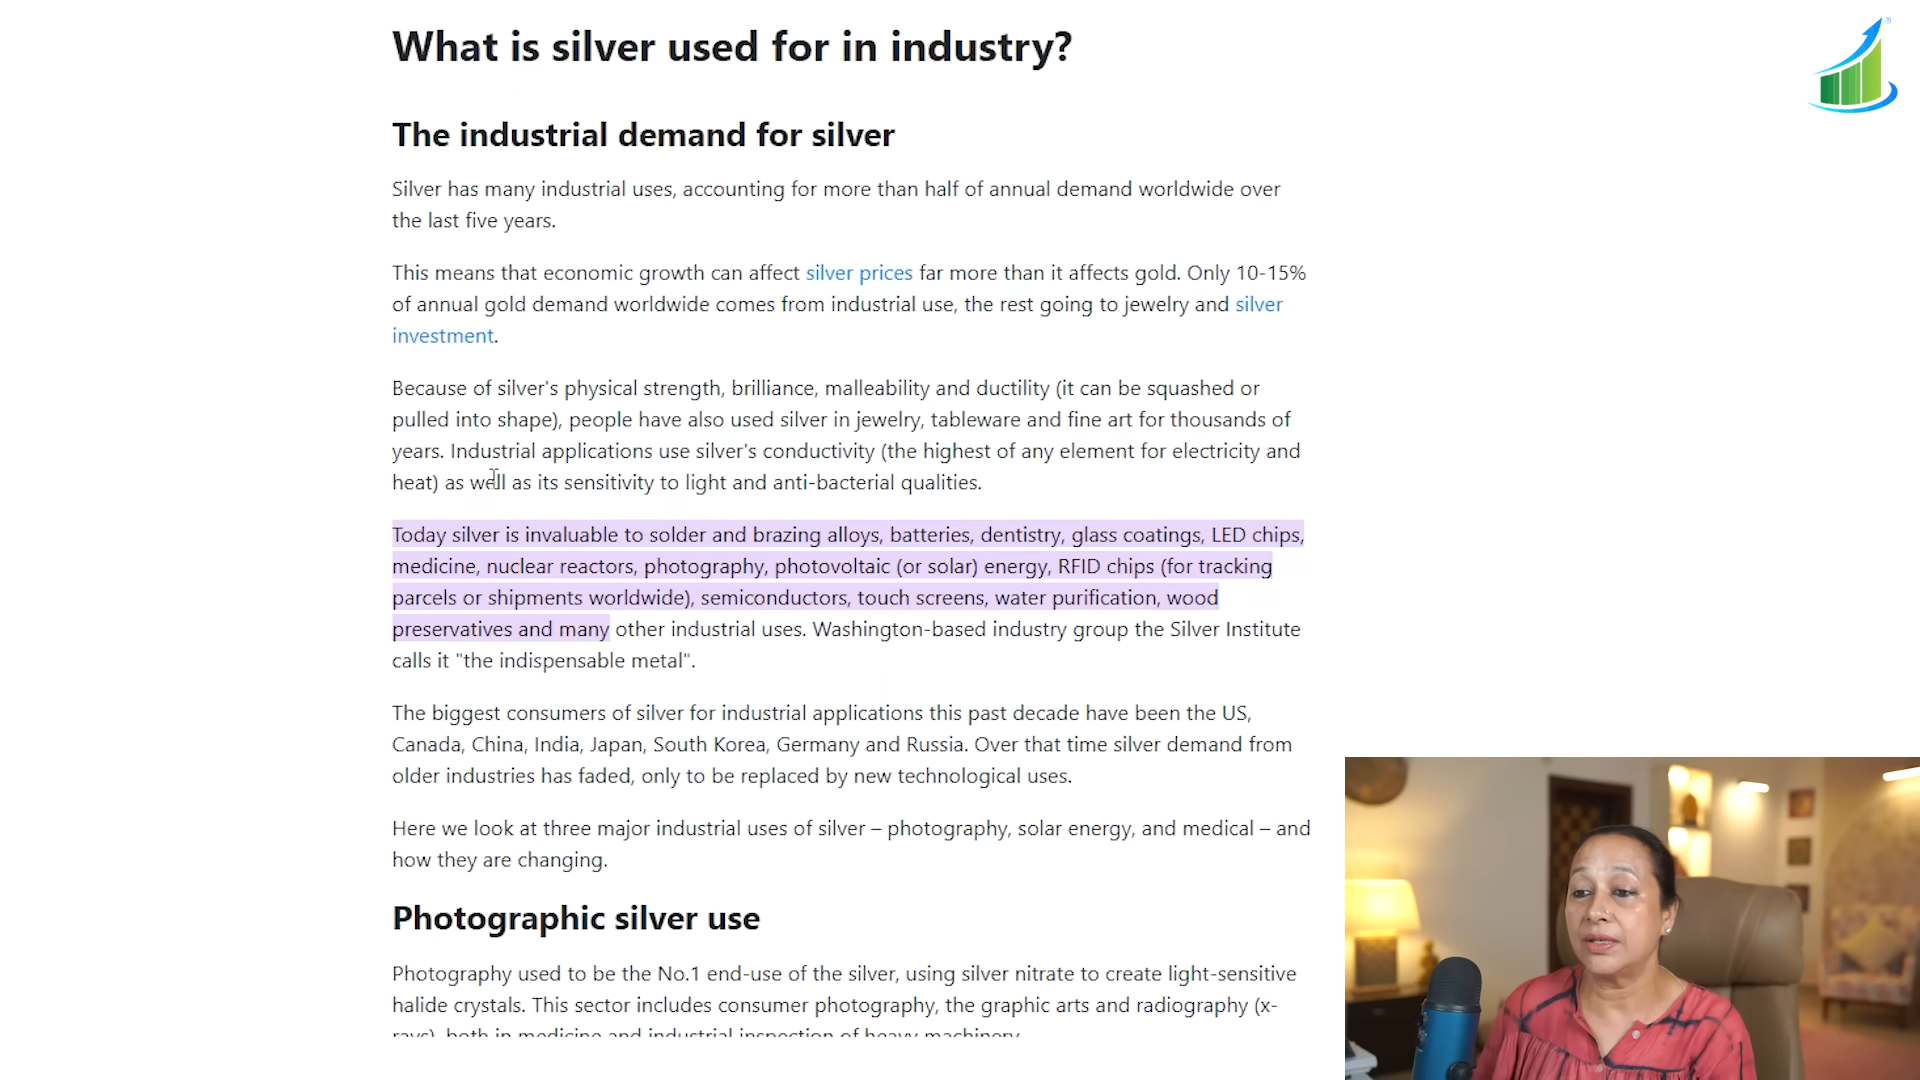 What is silver used for in industry?
The industrial demand for silver
Silver has many industrial uses, accounting for more than half of annual demand worldwide over
the last five years.
This means that economic growth can affect silver prices far more than it affects gold. Only 10-15%
of annual gold demand worldwide comes from industrial use, the rest going to jewelry and silver
investment.
Because of silver's physical strength, brilliance, malleability and ductility (it can be squashed or
pulled into shape), people have also used silver in jewelry, tableware and fine art for thousands of
years. Industrial applications use silver's conductivity (the highest of any element for electricity and
heat) as well as its sensitivity to light and anti-bacterial qualities.
Today silver is invaluable to solder and brazing alloys, batteries, dentistry, glass coatings, LED chips,
medicine, nuclear reactors, photography, photovoltaic (or solar) energy, RFID chips (for tracking
parcels or shipments worldwide), semiconductors, touch screens, water purification, wood
preservatives and many other industrial uses. Washington-based industry group the Silver Institute
calls it "the indispensable metal".
The biggest consumers of silver for industrial applications this past decade have been the US,
Canada, China, India, Japan, South Korea, Germany and Russia. Over that time silver demand from
older industries has faded, only to be replaced by new technological uses.
Here we look at three major industrial uses of silver – photography, solar energy, and medical – and
how they are changing.
Photographic silver use
Photography used to be the No.1 end-use of the silver, using silver nitrate to create light-sensitive
halide crystals. This sector includes consumer photography, the graphic arts and radiography (x-
rays), both in medicine and industrial inspection of heavy machinery.